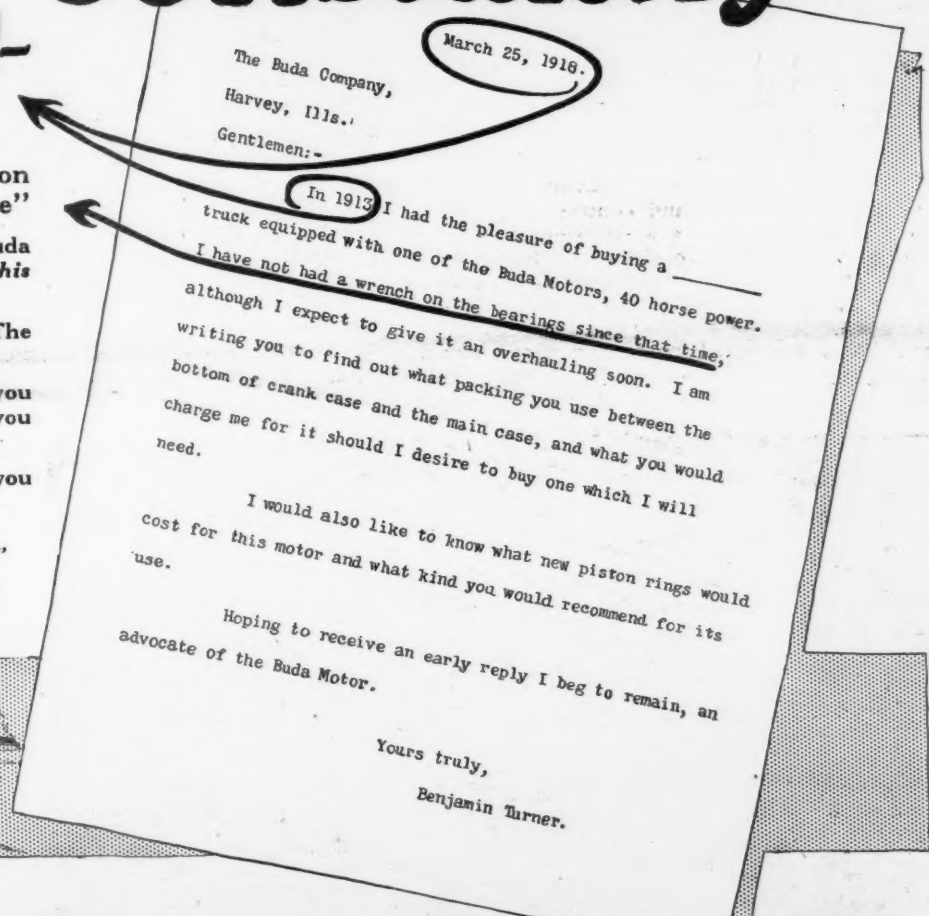 March 25, 1918.
The Buda Company,
Harvey, Ills.
Gentlemen:-
In 1913 I had the pleasure of buying a ______
truck equipped with one of the Buda Motors, 40 horse power.
I have not had a wrench on the bearings since that time,
although I expect to give it an overhauling soon. I am
writing you to find out what packing you use between the
bottom of crank case and the main case, and what you would
charge me for it should I desire to buy one which I will
need.
I would also like to know what new piston rings would
cost for this motor and what kind you would recommend for its
use.
Hoping to receive an early reply I beg to remain, an
advocate of the Buda Motor.
Yours truly,
Benjamin Turner.
on
e”
uda
his
The
you
you
you